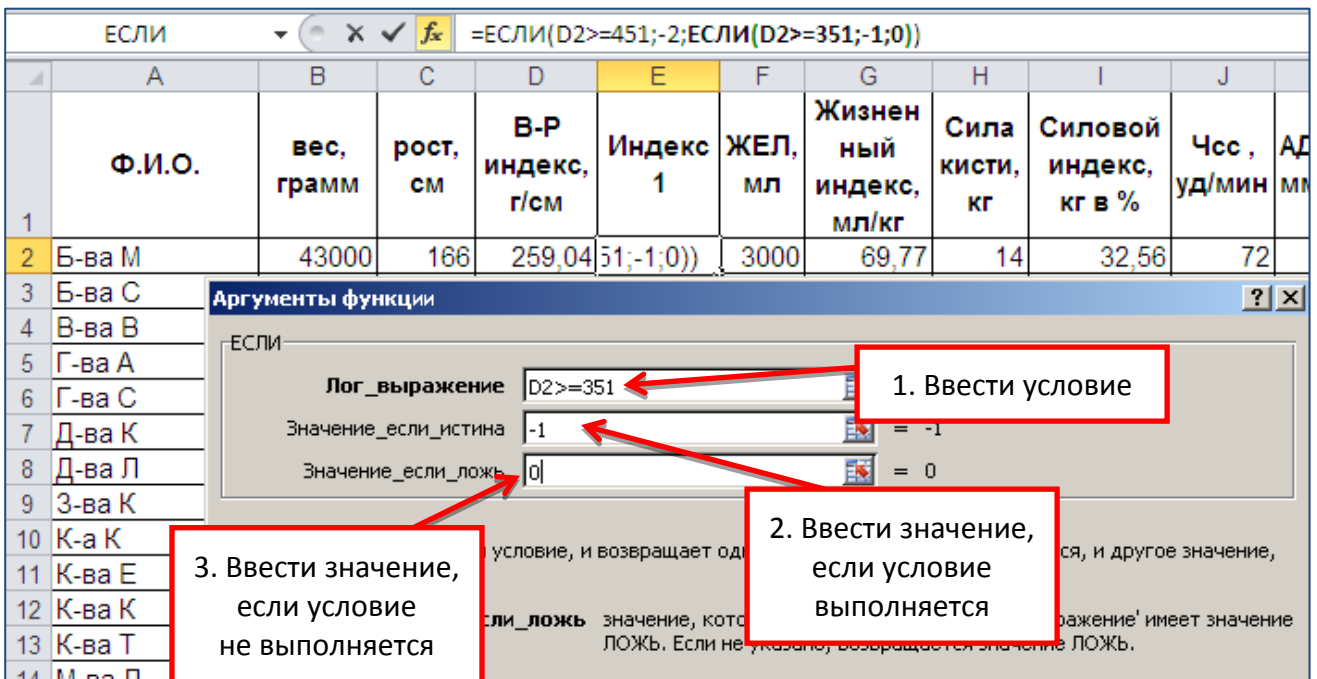 ЕСЛИ =ЕСЛИ(D2>=451;-2;ЕСЛИ(D2>=351;-1;0))
A B C D E F G H I J
1 Ф.И.О. вес, грамм рост, см В-Р индекс, г/см Индекс 1 ЖЕЛ, мл Жизнен ный индекс, мл/кг Сила кисти, кг Силовой индекс, кг в % Чсс , уд/мин
2 Б-ва М 43000 166 259,04 51;-1;0)) 3000 69,77 14 32,56 72
3 Б-ва С
Аргументы функции
4 В-ва В
ЕСЛИ
5 Г-ва А
Лог_выражение D2>=351
1. Ввести условие
6 Г-ва С
7 Д-ва К
Значение_если_истина -1 = -1
8 Д-ва Л
Значение_если_ложь 0 = 0
9 З-ва К
10 К-а К
11 К-ва Е
12 К-ва К
13 К-ва Т
2. Ввести значение,
если условие
выполняется
3. Ввести значение,
если условие
не выполняется
условие, и возвращает и другое значение,
значение, имеет значение
ЛОЖЬ. Если не указано, возвращается значение ЛОЖЬ.